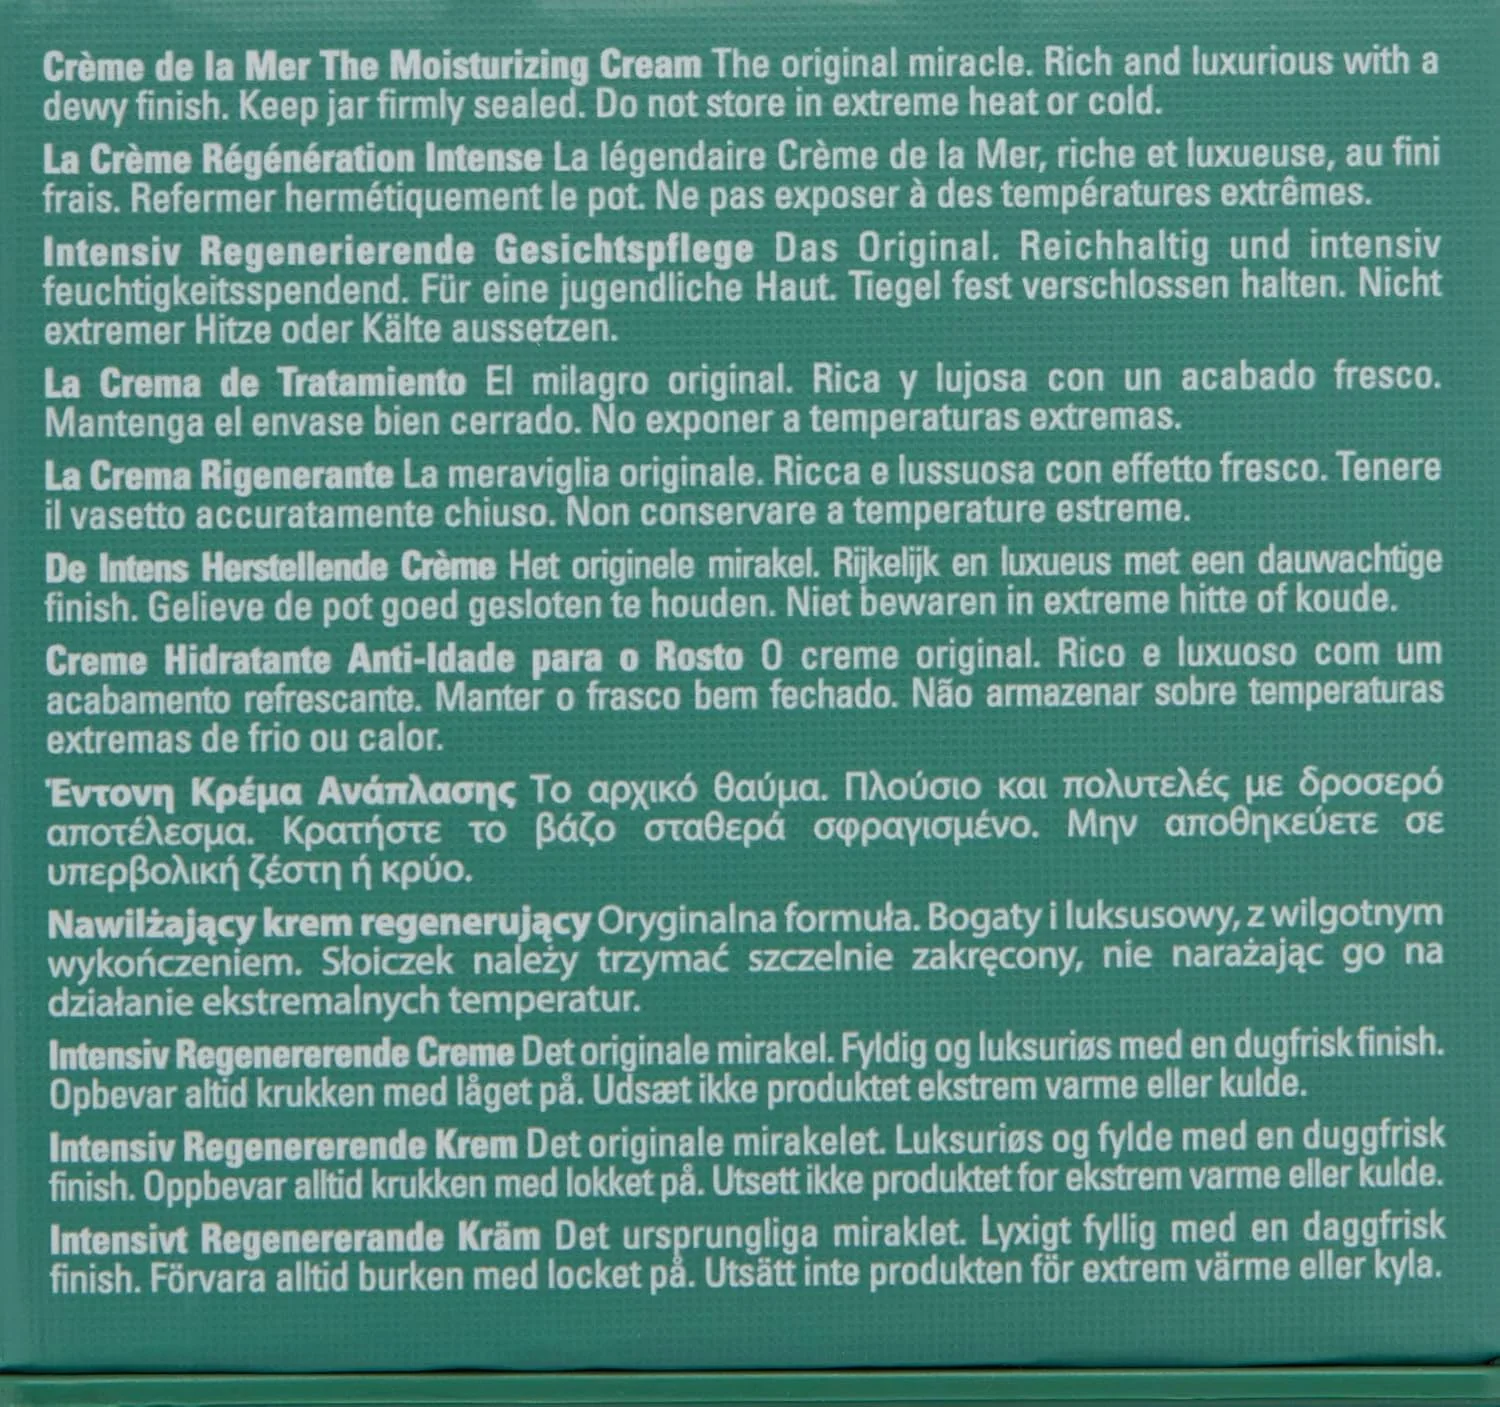 Crème de la Mer The Moisturizing Cream The original miracle. Rich and luxurious with a
dewy finish. Keep jar firmly sealed. Do not store in extreme heat or cold.
La Crème Régénération Intense La légendaire Crème de la Mer, riche et luxueuse, au fini
frais. Refermer hermétiquement le pot. Ne pas exposer à des températures extrêmes.
Intensiv Regenerierende Gesichtspflege Das Original. Reichhaltig und intensiv
feuchtigkeitsspendend. Für eine jugendliche Haut. Tiegel fest verschlossen halten. Nicht
extremer Hitze oder Kälte aussetzen.
La Crema de Tratamiento El milagro original. Rica y lujosa con un acabado fresco.
Mantenga el envase bien cerrado. No exponer a temperaturas extremas.
La Crema Rigenerante La meraviglia originale. Ricca e lussuosa con effetto fresco. Tenere
il vasetto accuratamente chiuso. Non conservare a temperature estreme.
De Intens Herstellende Crème Het originele mirakel. Rijkelijk en luxueus met een dauwachtige
finish. Gelieve de pot goed gesloten te houden. Niet bewaren in extreme hitte of koude.
Creme Hidratante Anti-Idade para o Rosto O creme original. Rico e luxuoso com um
acabamento refrescante. Manter o frasco bem fechado. Não armazenar sobre temperaturas
extremas de frio ou calor.
Έντονη Κρέμα Ανάπλασης Το αρχικό θαύμα. Πλούσιο και πολυτελές με δροσερό
αποτέλεσμα. Κρατήστε το βάζο σταθερά σφραγισμένο. Μην αποθηκεύετε σε
υπερβολική ζέστη ή κρύο.
Nawilżający krem regenerujący Oryginalna formuła. Bogaty i luksusowy, z wilgotnym
wykończeniem. Słoiczek należy trzymać szczelnie zakręcony, nie narażając go na
działanie ekstremalnych temperatur.
Intensiv Regenererende Creme Det originale mirakel. Fyldig og luksuriøs med en dugfrisk finish.
Opbevar altid krukken med låget på. Udsæt ikke produktet ekstrem varme eller kulde.
Intensiv Regenererende Krem Det originale mirakelet. Luksuriøs og fylde med en duggfrisk
finish. Oppbevar alltid krukken med lokket på. Utsett ikke produktet for ekstrem varme eller kulde.
Intensivt Regenererande Kräm Det ursprungliga miraklet. Lyxigt fyllig med en daggfrisk
finish. Förvara alltid burken med locket på. Utsätt inte produkten för extrem värme eller kyla.